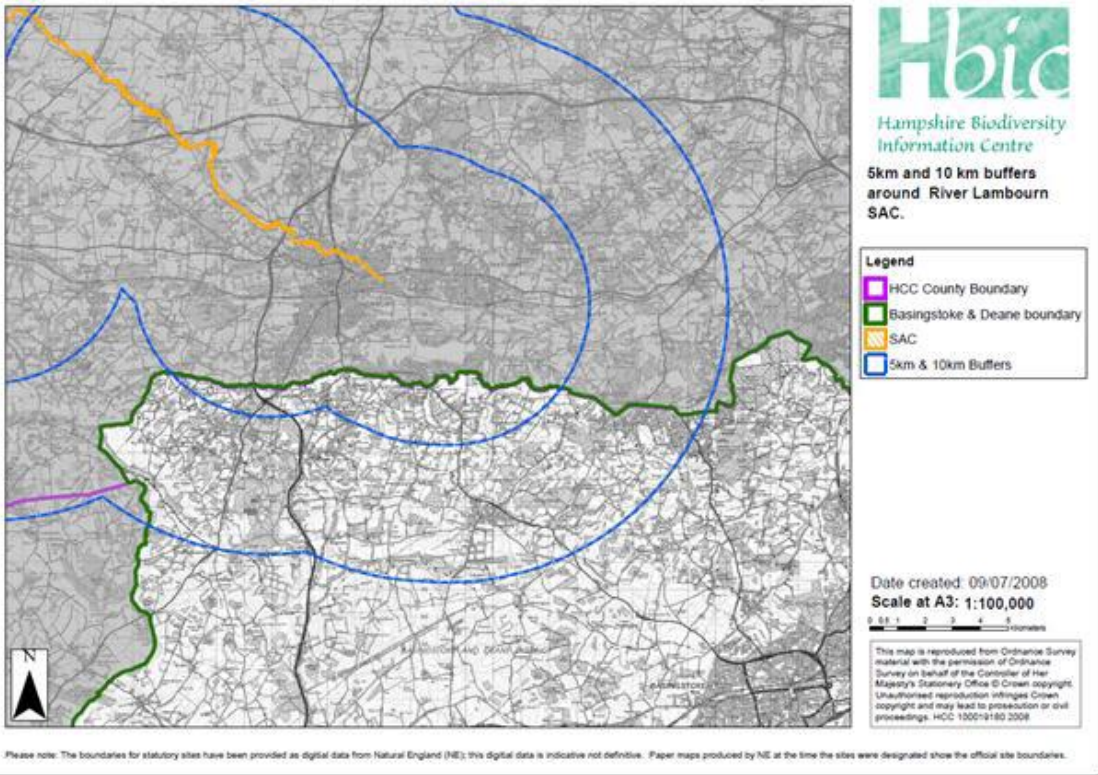 Hbic
Hampshire Biodiversity
Information Centre
5km and 10 km buffers
around River Lambourn
SAC.
Legend
HCC County Boundary
Basingstoke & Deane boundary
SAC
5km & 10km Buffers
N
Date created: 09/07/2008
Scale at A3: 1:100,000
0 0.5 1 2 3 4 5
Kilometers
This map is reproduced from Ordnance Survey
material with the permission of Ordnance
Survey on behalf of the Controller of Her
Majesty's Stationery Office © Crown copyright.
Unauthorised reproduction infringes Crown
copyright and may lead to prosecution or civil
proceedings. HCC 100019180 2008
Please note: The boundaries for statutory sites have been provided as digital data from Natural England (NE); this digital data is indicative not definitive. Paper maps produced by NE at the time the sites were designated show the official site boundaries.